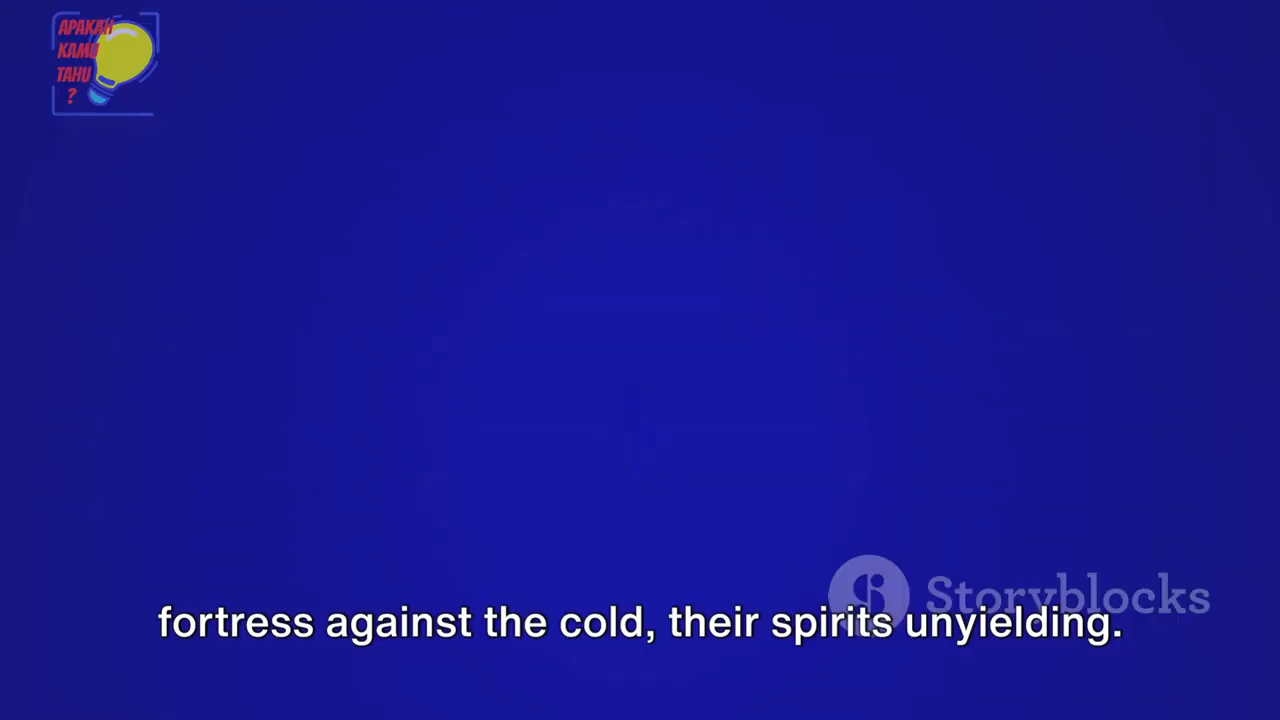 APAKAH
KAMU
TAHU
?
Storyblocks
fortress against the cold, their spirits unyielding.